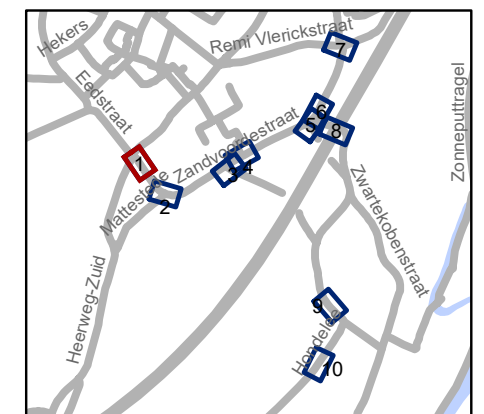 Hekers
Remi Vlerickstraat
7
Eedstraat
Zonneputtragel
6
5
8
Zandvoordestraat
1
3
4
Mattestede
2
Zwartekobenstraat
Heerweg-Zuid
9
Hondelee
10